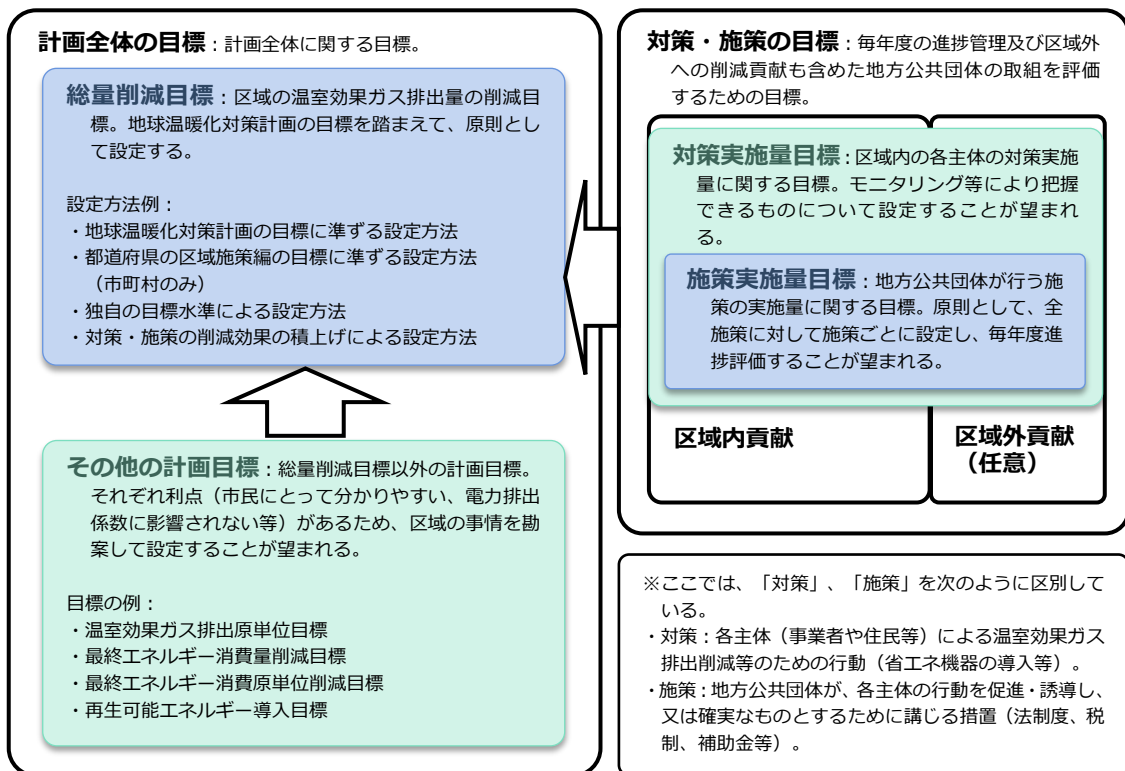 計画全体の目標：計画全体に関する目標。
総量削減目標：区域の温室効果ガス排出量の削減目
標。地球温暖化対策計画の目標を踏まえて、原則とし
て設定する。
設定方法例：
・地球温暖化対策計画の目標に準ずる設定方法
・都道府県の区域施策編の目標に準ずる設定方法
（市町村のみ）
・独自の目標水準による設定方法
・対策・施策の削減効果の積上げによる設定方法
その他の計画目標：総量削減目標以外の計画目標。
それぞれ利点（市民にとって分かりやすい、電力排出
係数に影響されない等）があるため、区域の事情を勘
案して設定することが望まれる。
目標の例：
・温室効果ガス排出原単位目標
・最終エネルギー消費量削減目標
・最終エネルギー消費原単位削減目標
・再生可能エネルギー導入目標
対策・施策の目標：毎年度の進捗管理及び区域外
への削減貢献も含めた地方公共団体の取組を評価
するための目標。
対策実施量目標：区域内の各主体の対策実施
量に関する目標。モニタリング等により把握
できるものについて設定することが望まれ
る。
施策実施量目標：地方公共団体が行う施
策の実施量に関する目標。原則として、全
施策に対して施策ごとに設定し、毎年度進
捗評価することが望まれる。
区域内貢献
区域外貢献
（任意）
※ここでは、「対策」、「施策」を次のように区別して
いる。
・対策：各主体（事業者や住民等）による温室効果ガス
排出削減等のための行動（省エネ機器の導入等）。
・施策：地方公共団体が、各主体の行動を促進・誘導し、
又は確実なものとするために講じる措置（法制度、税
制、補助金等）。